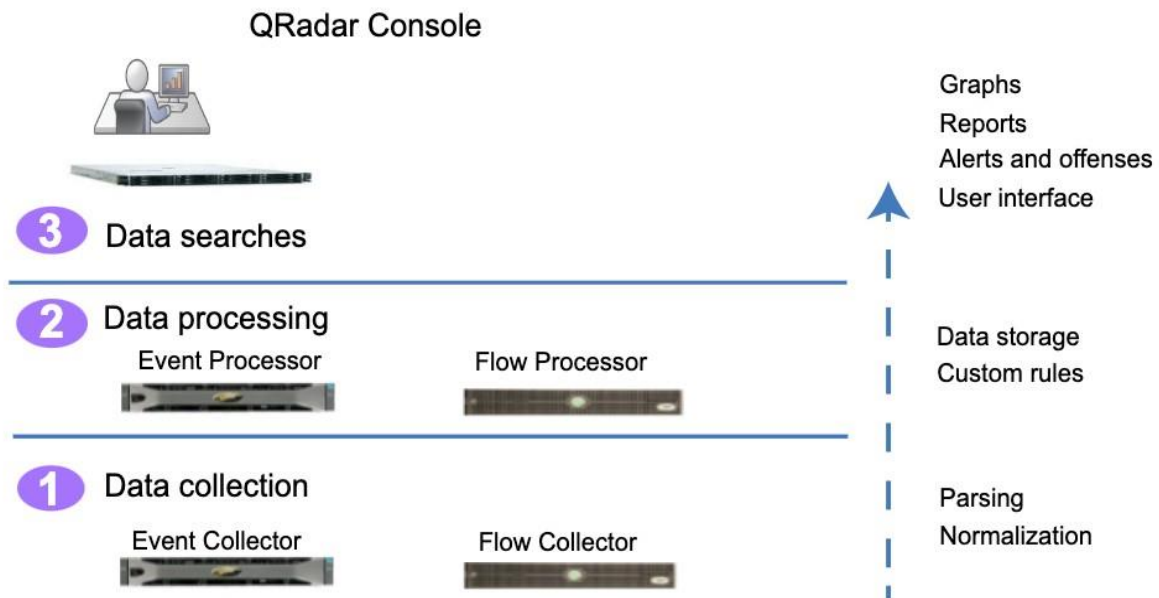 QRadar Console
Graphs
Reports
Alerts and offenses
User interface
3 Data searches
2 Data processing
Event Processor
Flow Processor
Data storage
Custom rules
1 Data collection
Event Collector
Flow Collector
Parsing
Normalization